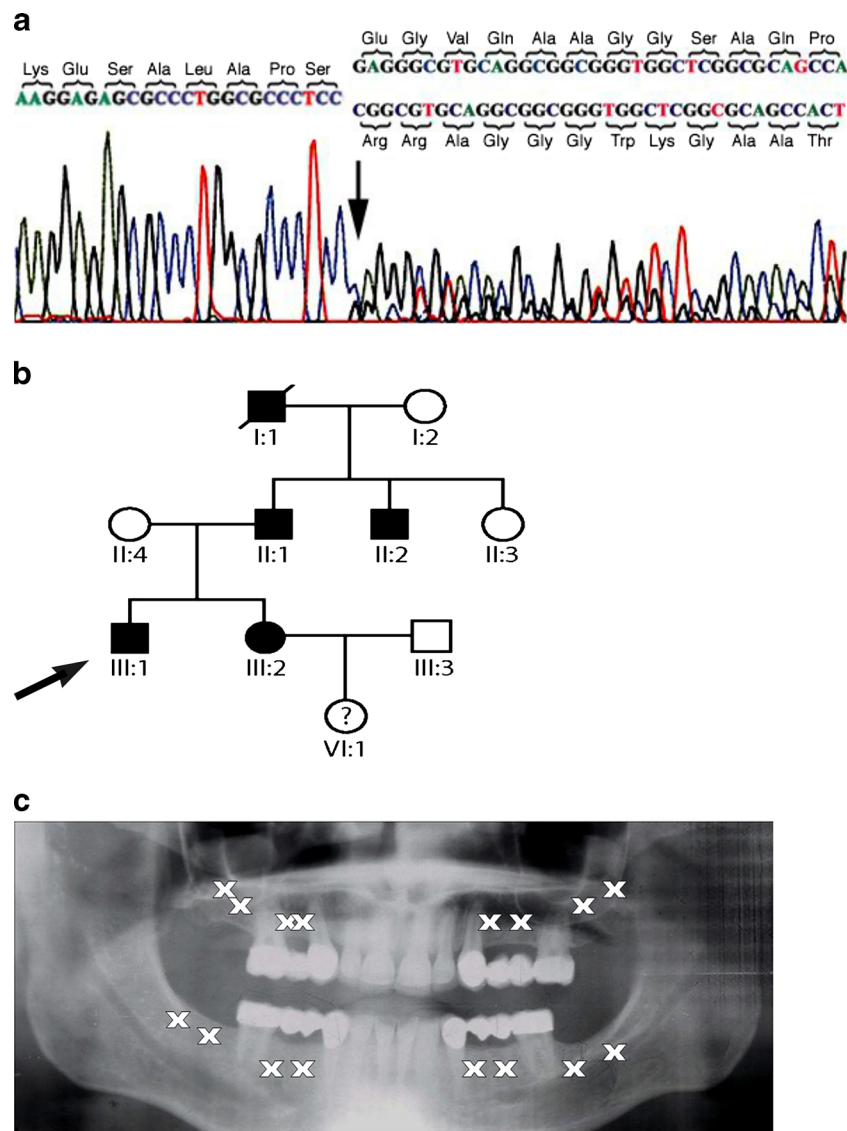 a
Glu Gly Val Gln Ala Ala Gly Gly Ser Ala Gln Pro
GAGGGCGTGCAGGCGGCGGGTGGCTCGGCGCAGCCA
Lys Glu Ser Ala Leu Ala Pro Ser
AAGGAGAGCGCCCTGGCGCCCTCC
CGGCGTGCAGGCGGCGGGTGGCTCGGCGCAGCCACT
Arg Arg Ala Gly Gly Gly Trp Lys Gly Ala Ala Thr
b
I:1 I:2
II:4 II:1 II:2 II:3
III:1 III:2 III:3
?
VI:1
c
X X
X X
XX X X
X X
X X
X X X X X
X